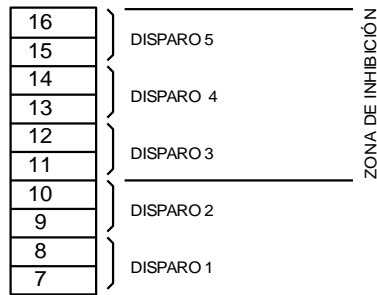 16
15
DISPARO 5
14
13
DISPARO 4
12
11
DISPARO 3
10
9
DISPARO 2
8
7
DISPARO 1
ZONA DE INHIBICIÓN